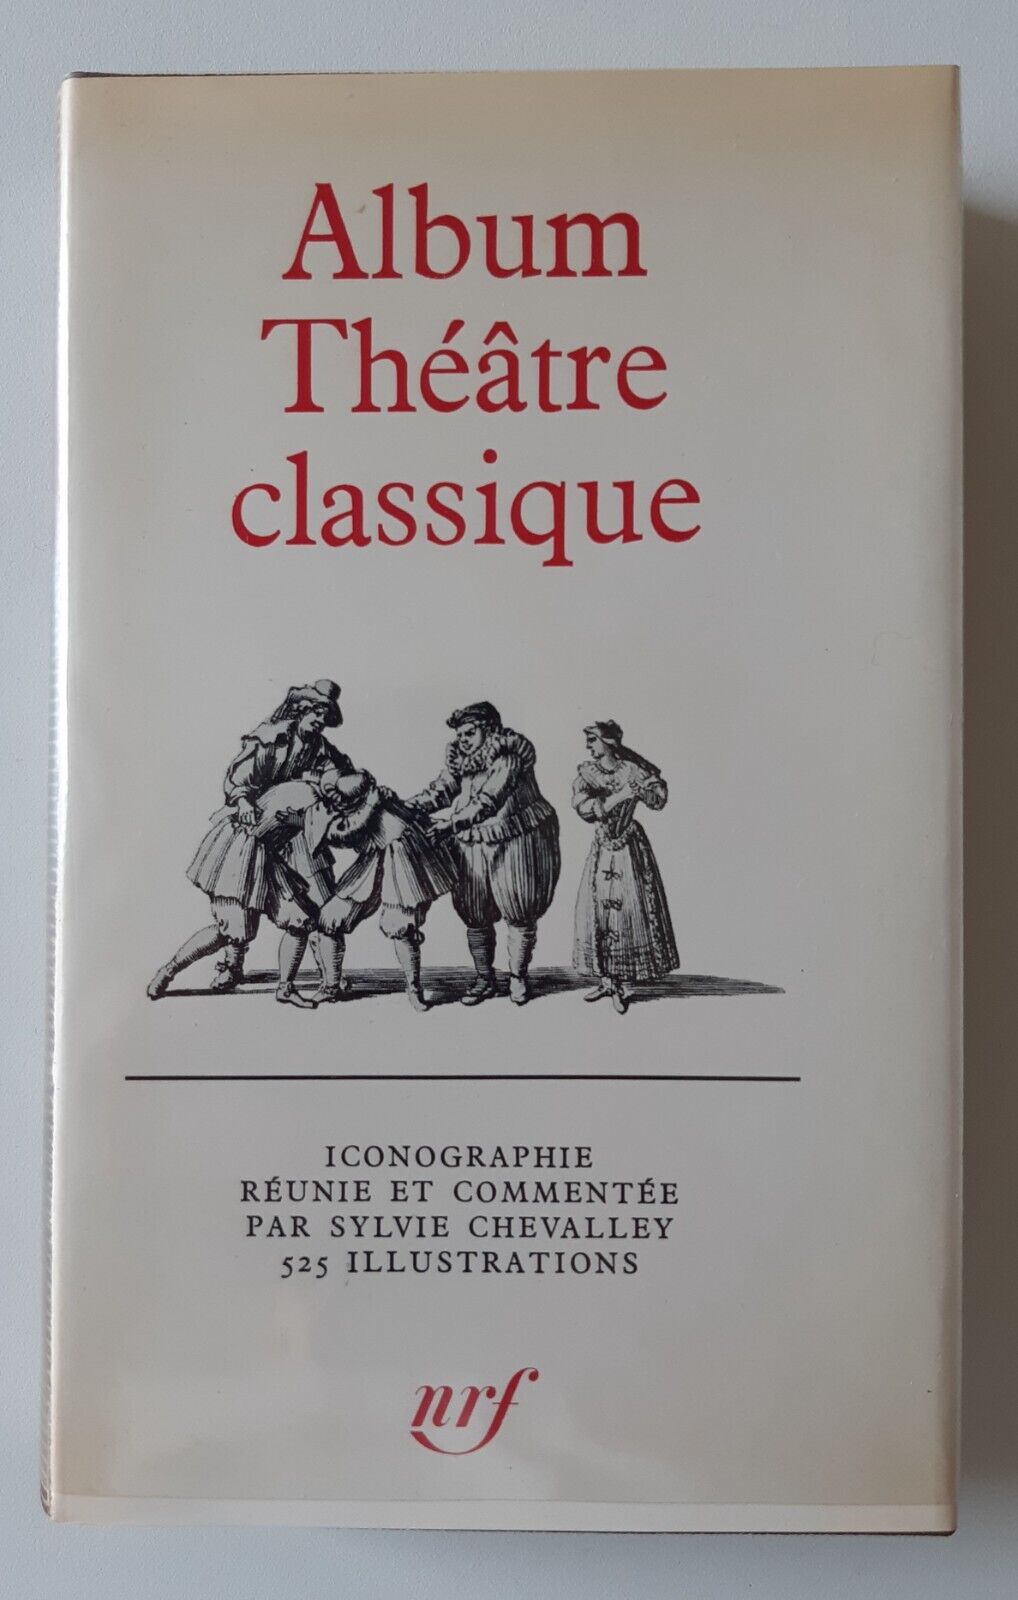 Album
Théâtre
classique
ICONOGRAPHIE
RÉUNIE ET COMMENTÉE
PAR SYLVIE CHEVALLEY
525 ILLUSTRATIONS
nrf